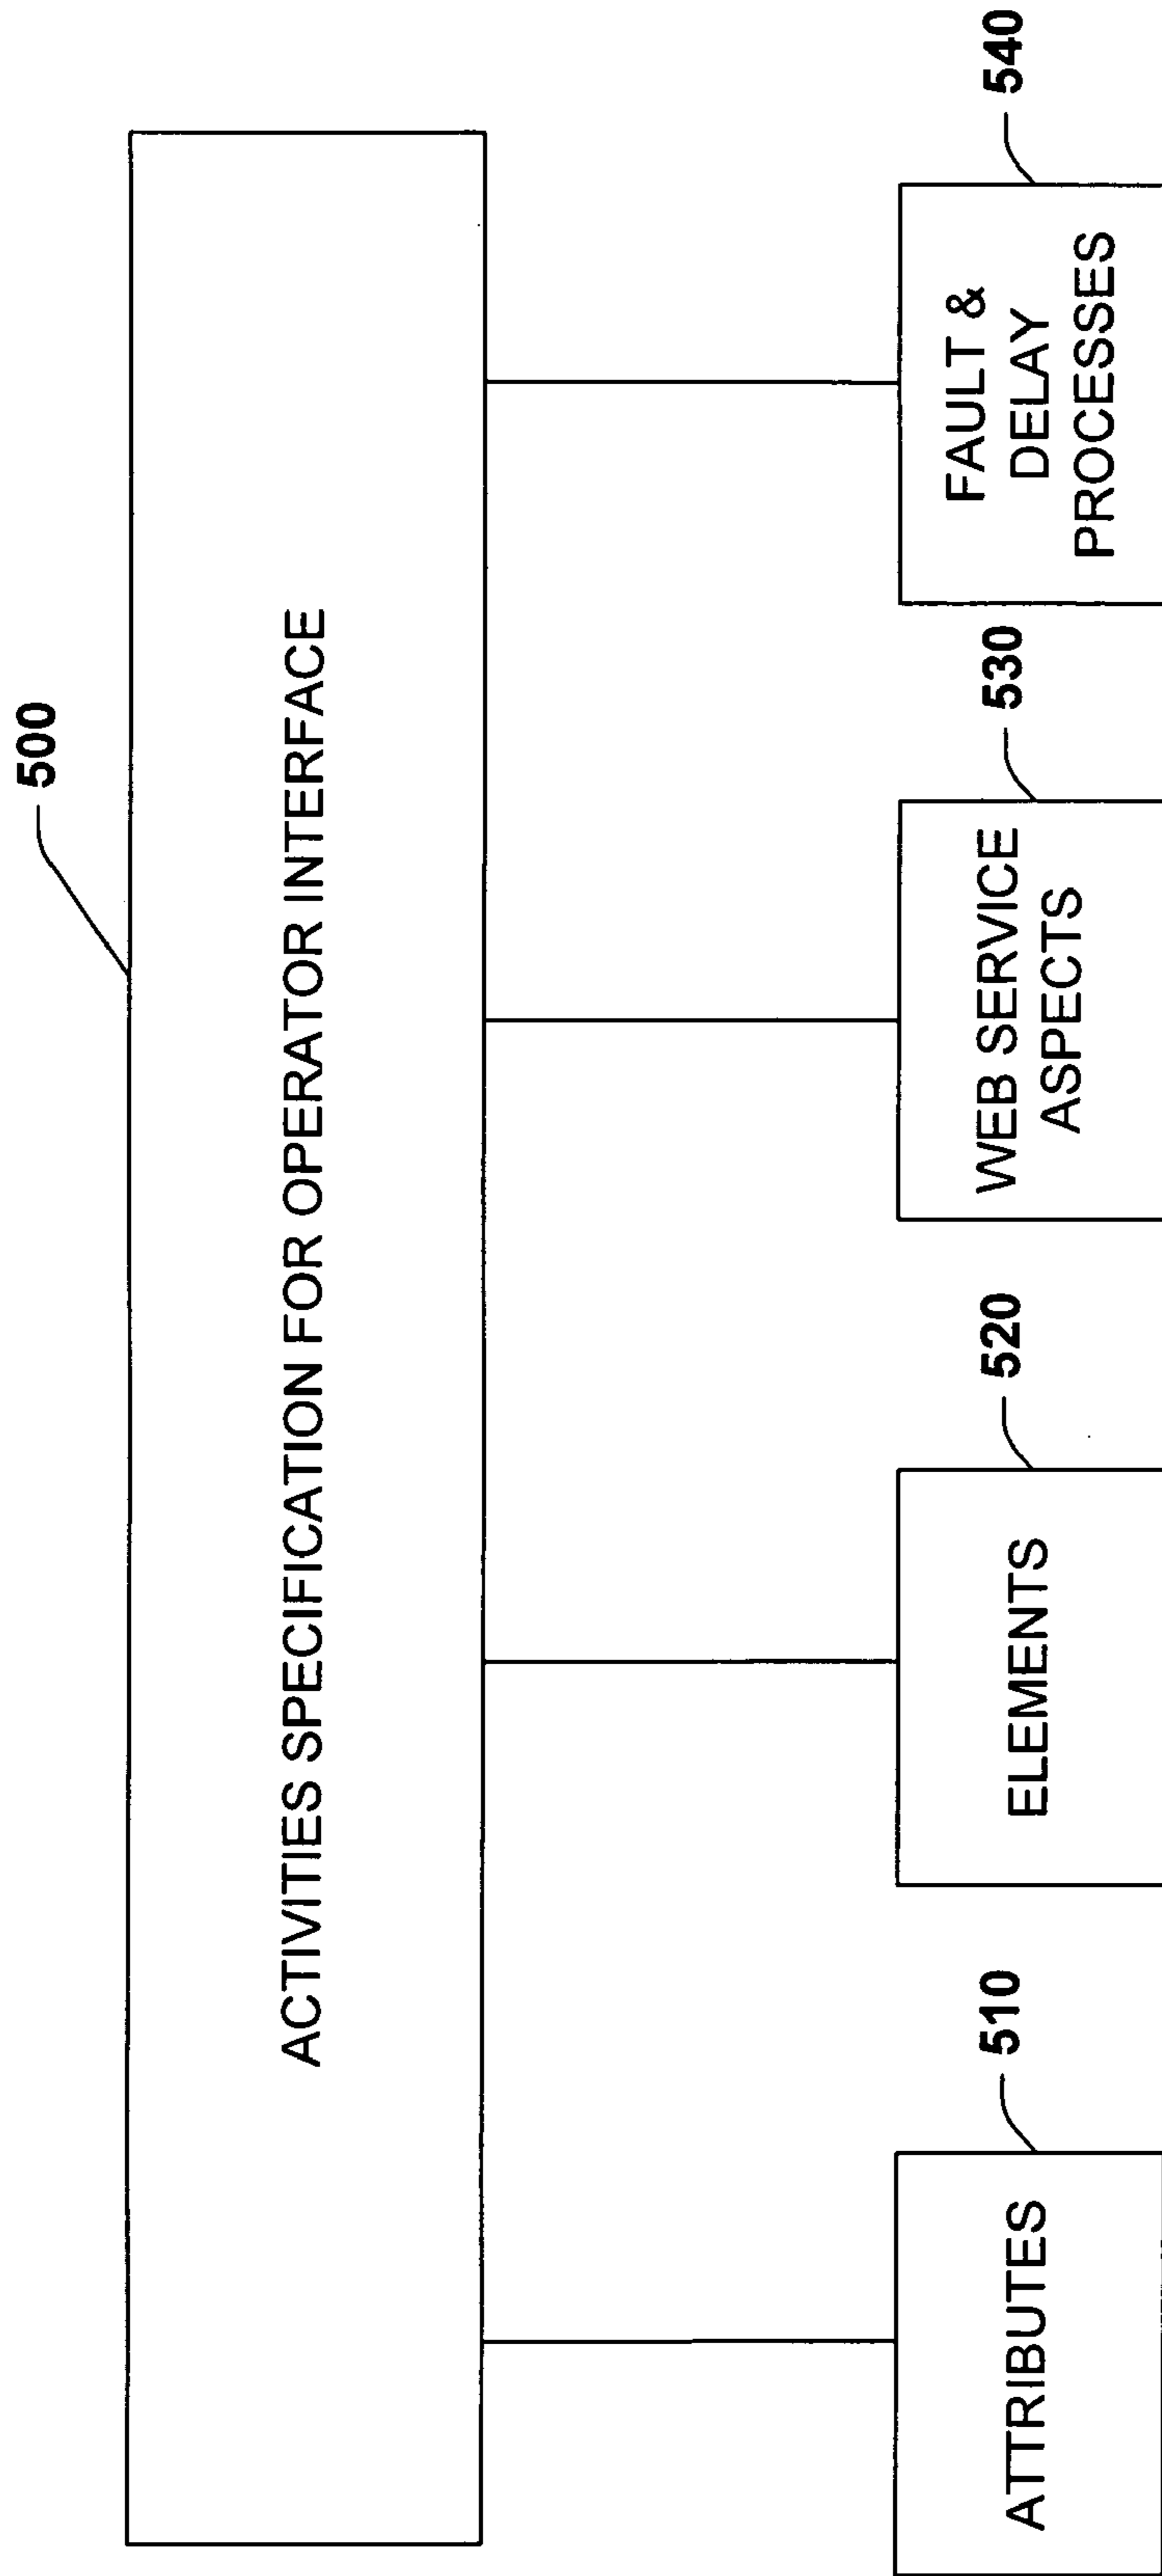 500
ACTIVITIES SPECIFICATION FOR OPERATOR INTERFACE
510
ATTRIBUTES
520
ELEMENTS
530
WEB SERVICE
ASPECTS
540
FAULT &
DELAY
PROCESSES